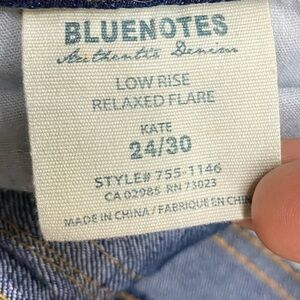 BLUENOTES
Authentic Denim
LOW RISE
RELAXED FLARE
KATE
24/30
STYLE# 755-1146
CA 02985 RN 73023
MADE IN CHINA / FABRIQUE EN CHIN